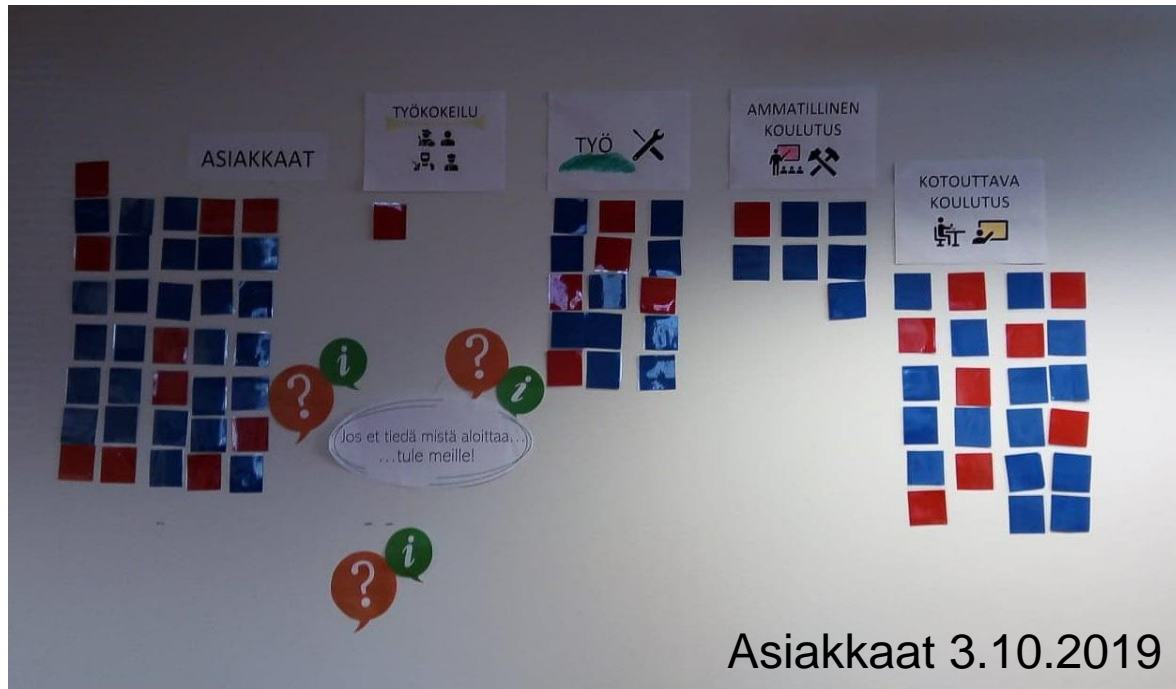 ASIAKKAAT
TYÖKOKEILU
TYÖ
AMMATILLINEN
KOULUTUS
KOTOUTTAVA
KOULUTUS
? i
? i
Jos et tiedä mistä aloittaa...
...tule meille!
? i
Asiakkaat 3.10.2019